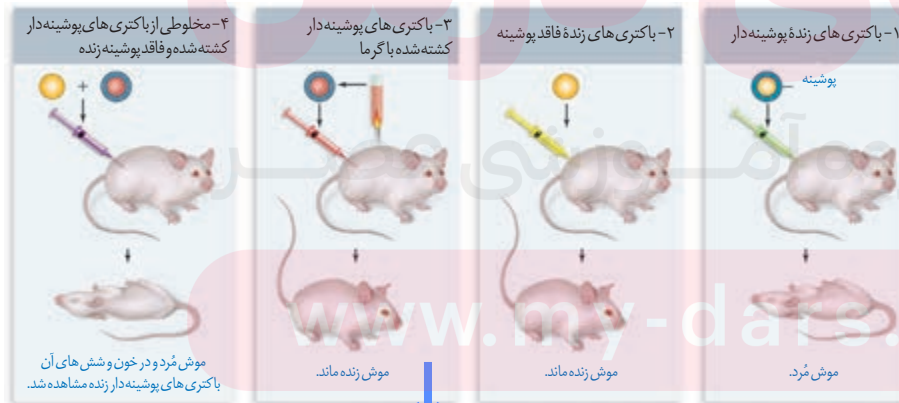 ۱- باکتری های زندهٔ پوشینه دار
پوشینه
موش مُرد.
۲- باکتری های زندهٔ فاقد پوشینه
موش زنده ماند.
۳- باکتری های پوشینه دار
کشته شده با گرما
موش زنده ماند.
۴- مخلوطی از باکتری های پوشینه دار
کشته شده و فاقد پوشینه زنده
+
موش مُرد و در خون و شش های آن
باکتری های پوشینه دار زنده مشاهده شد.
www.my-dars.